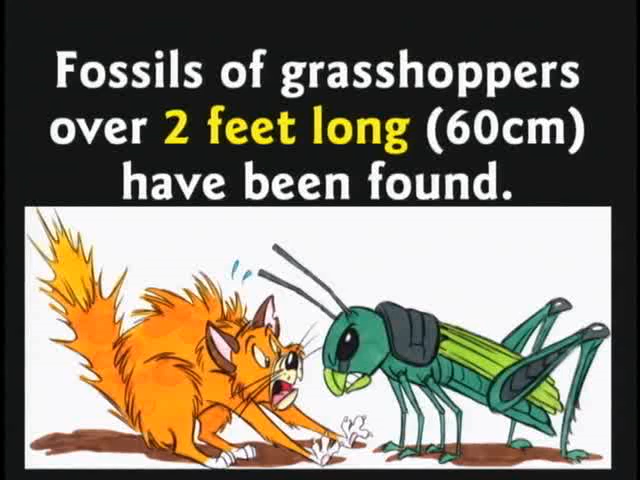 Fossils of grasshoppers
over 2 feet long (60cm)
have been found.